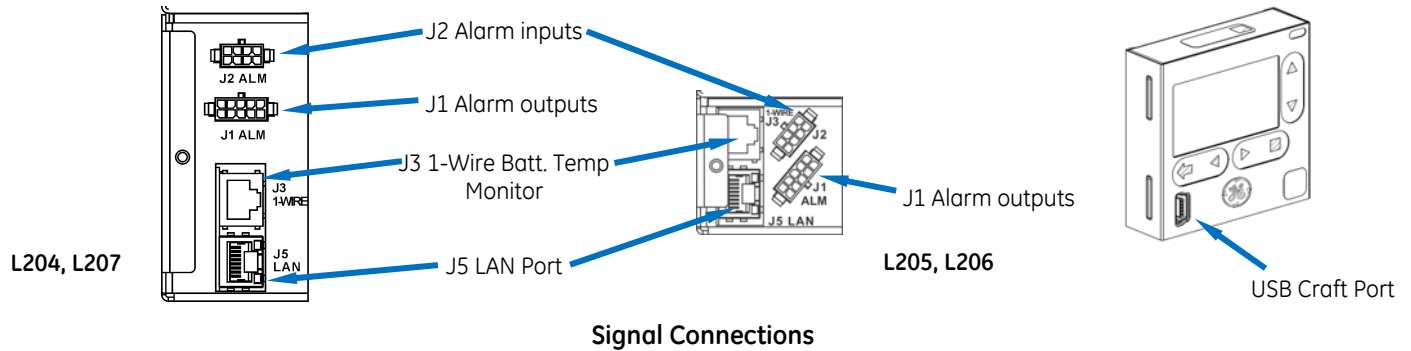 J2 Alarm inputs
J2 ALM
J1 Alarm outputs
J1 ALM
J3 1-Wire Batt. Temp
Monitor
J3
1-WIRE
J5
LAN
J5 LAN Port
L204, L207
1-WIRE
J3
J2
J1
ALM
J5 LAN
J1 Alarm outputs
L205, L206
USB Craft Port
Signal Connections